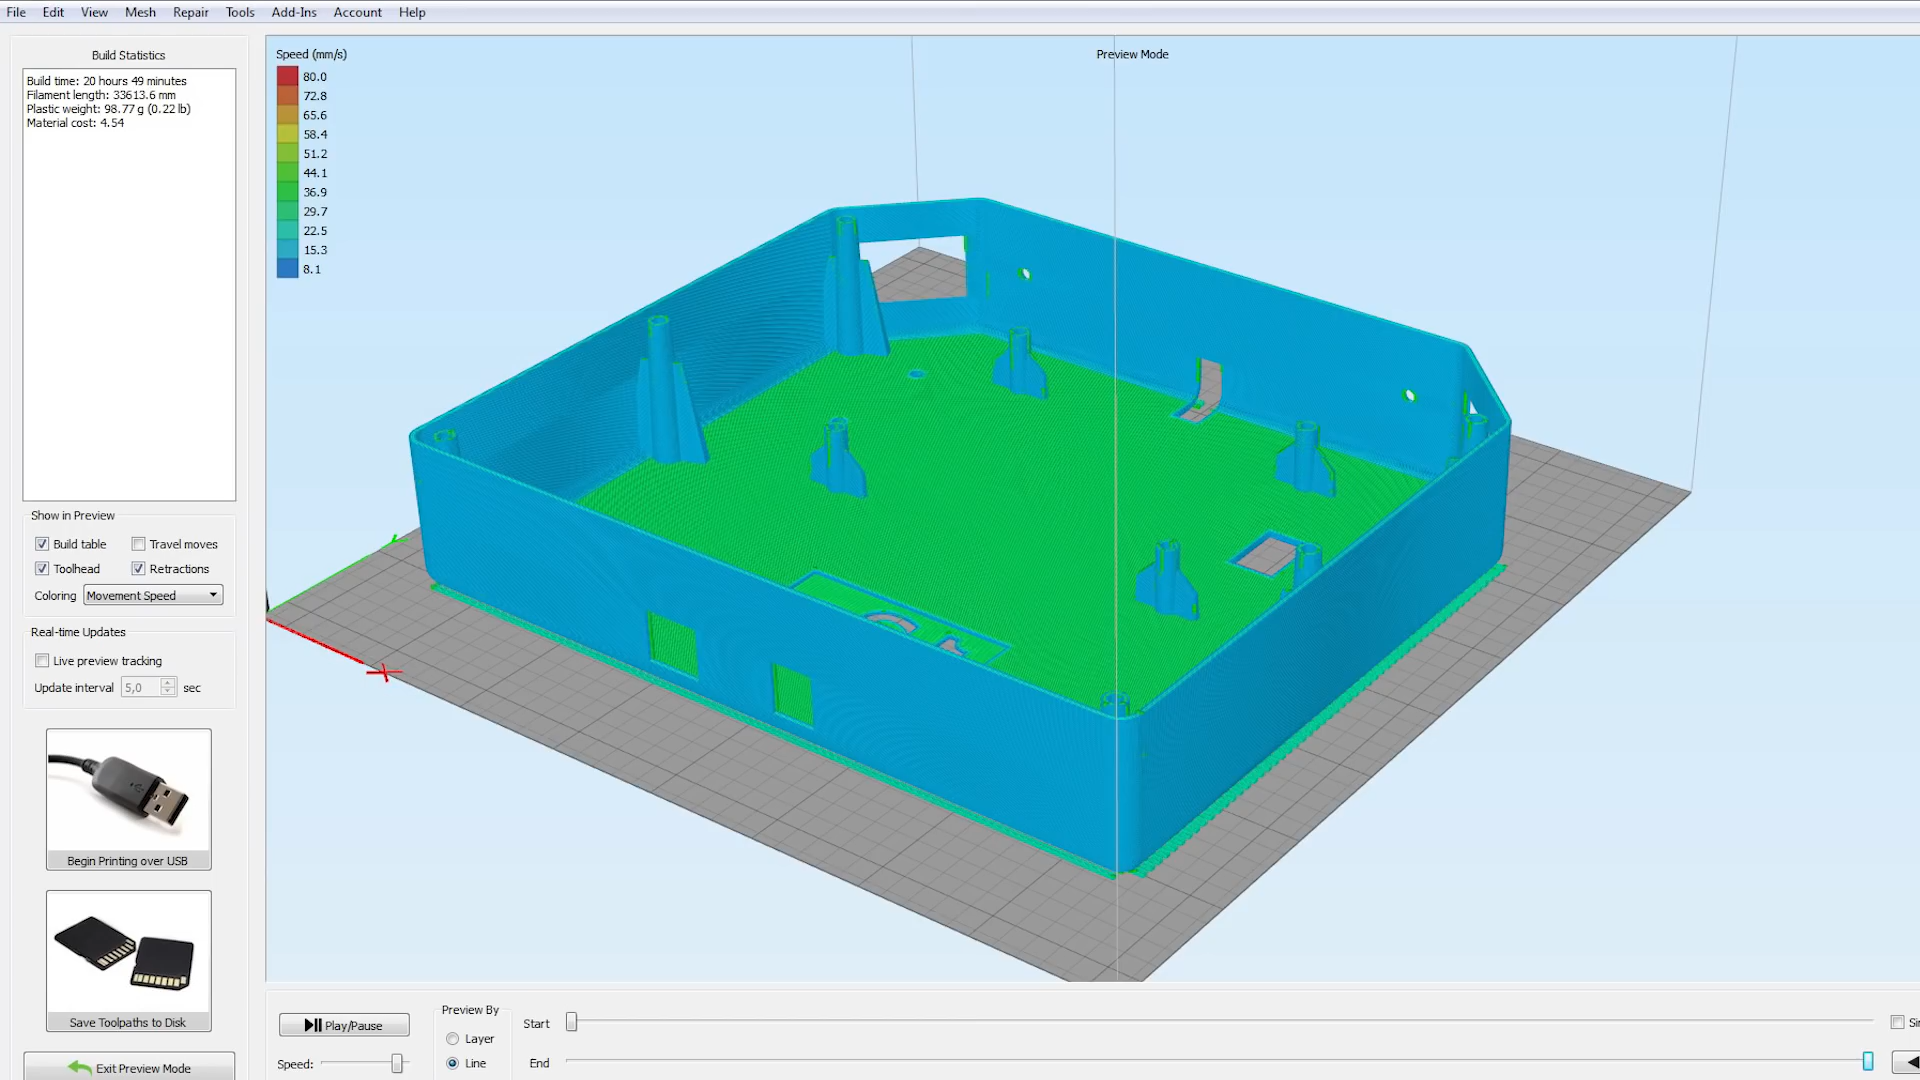 File Edit View Mesh Repair Tools Add-Ins Account Help
Build Statistics
Build time: 20 hours 49 minutes
Filament length: 33613.6 mm
Plastic weight: 98.77 g (0.22 lb)
Material cost: 4.54
Show in Preview
Build table Travel moves
Toolhead Retractions
Coloring Movement Speed
Real-time Updates
Live preview tracking
Update interval 5,0 sec
Begin Printing over USB
Save Toolpaths to Disk
Exit Preview Mode
Speed (mm/s)
80.0
72.8
65.6
58.4
51.2
44.1
36.9
29.7
22.5
15.3
8.1
Preview Mode
Play/Pause
Speed:
Preview By
Layer
Line
Start
End